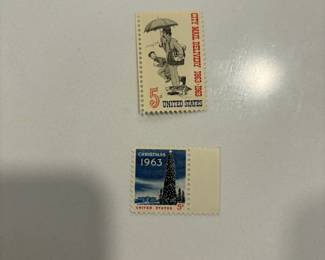 CITY MAIL DELIVERY 1863-1963
5¢
UNITED STATES
CHRISTMAS
1963
UNITED STATES 5¢